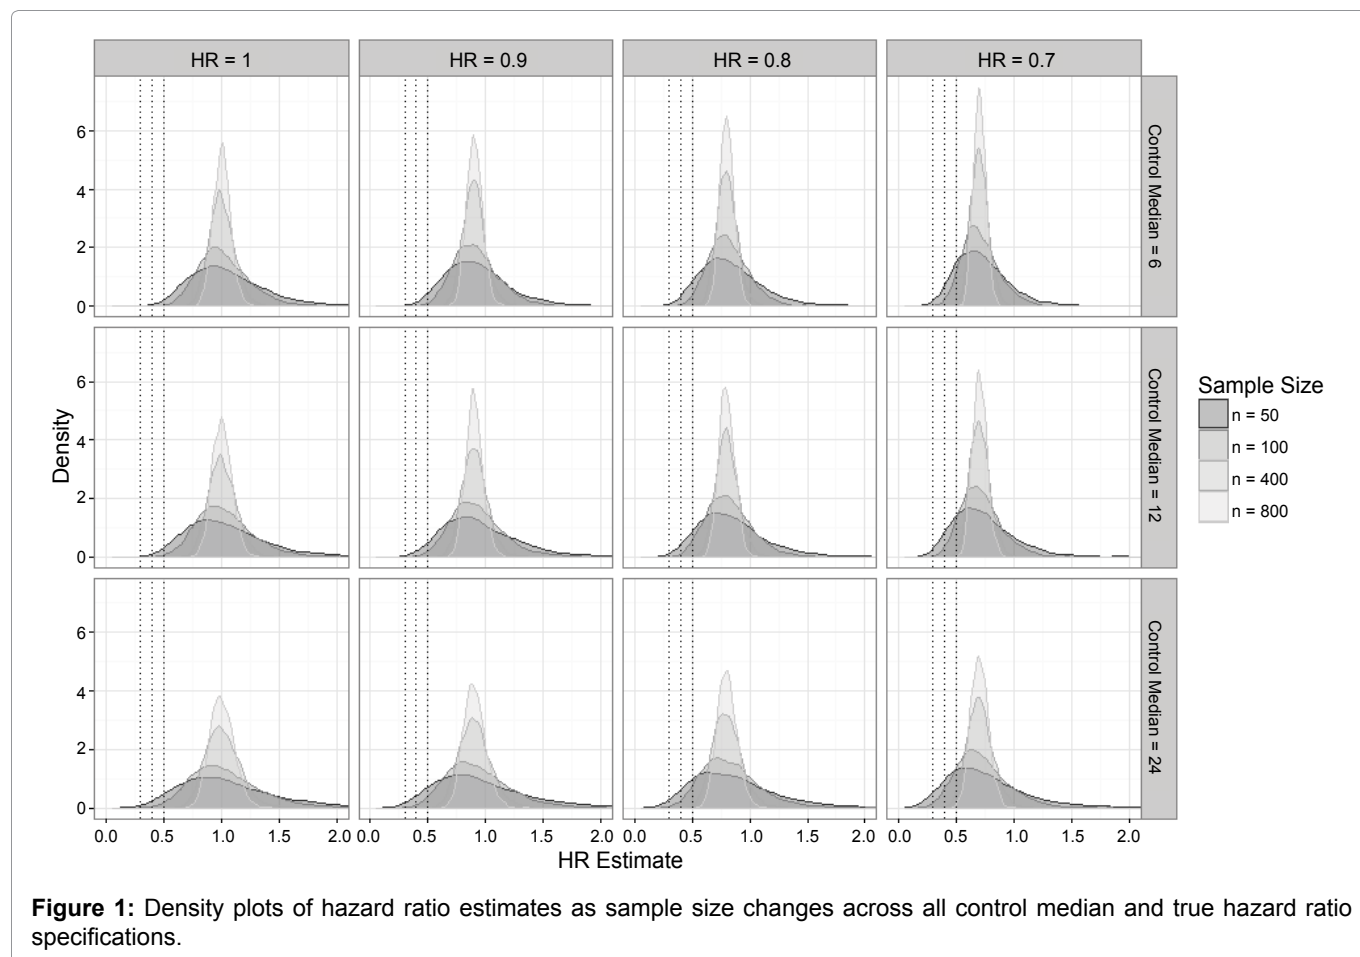 HR = 1
HR = 0.9
HR = 0.8
HR = 0.7
6
4
2
0
Control Median = 6
6
4
2
0
Control Median = 12
6
4
2
0
Control Median = 24
Density
0.0 0.5 1.0 1.5 2.0
0.0 0.5 1.0 1.5 2.0
0.0 0.5 1.0 1.5 2.0
0.0 0.5 1.0 1.5 2.0
HR Estimate
Sample Size
n = 50
n = 100
n = 400
n = 800
Figure 1: Density plots of hazard ratio estimates as sample size changes across all control median and true hazard ratio
specifications.